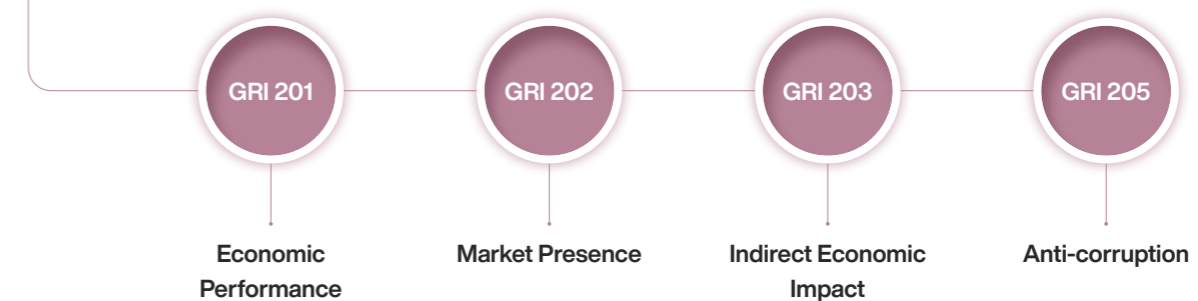 GRI 201
GRI 202
GRI 203
GRI 205
Economic
Performance
Market Presence
Indirect Economic
Impact
Anti-corruption